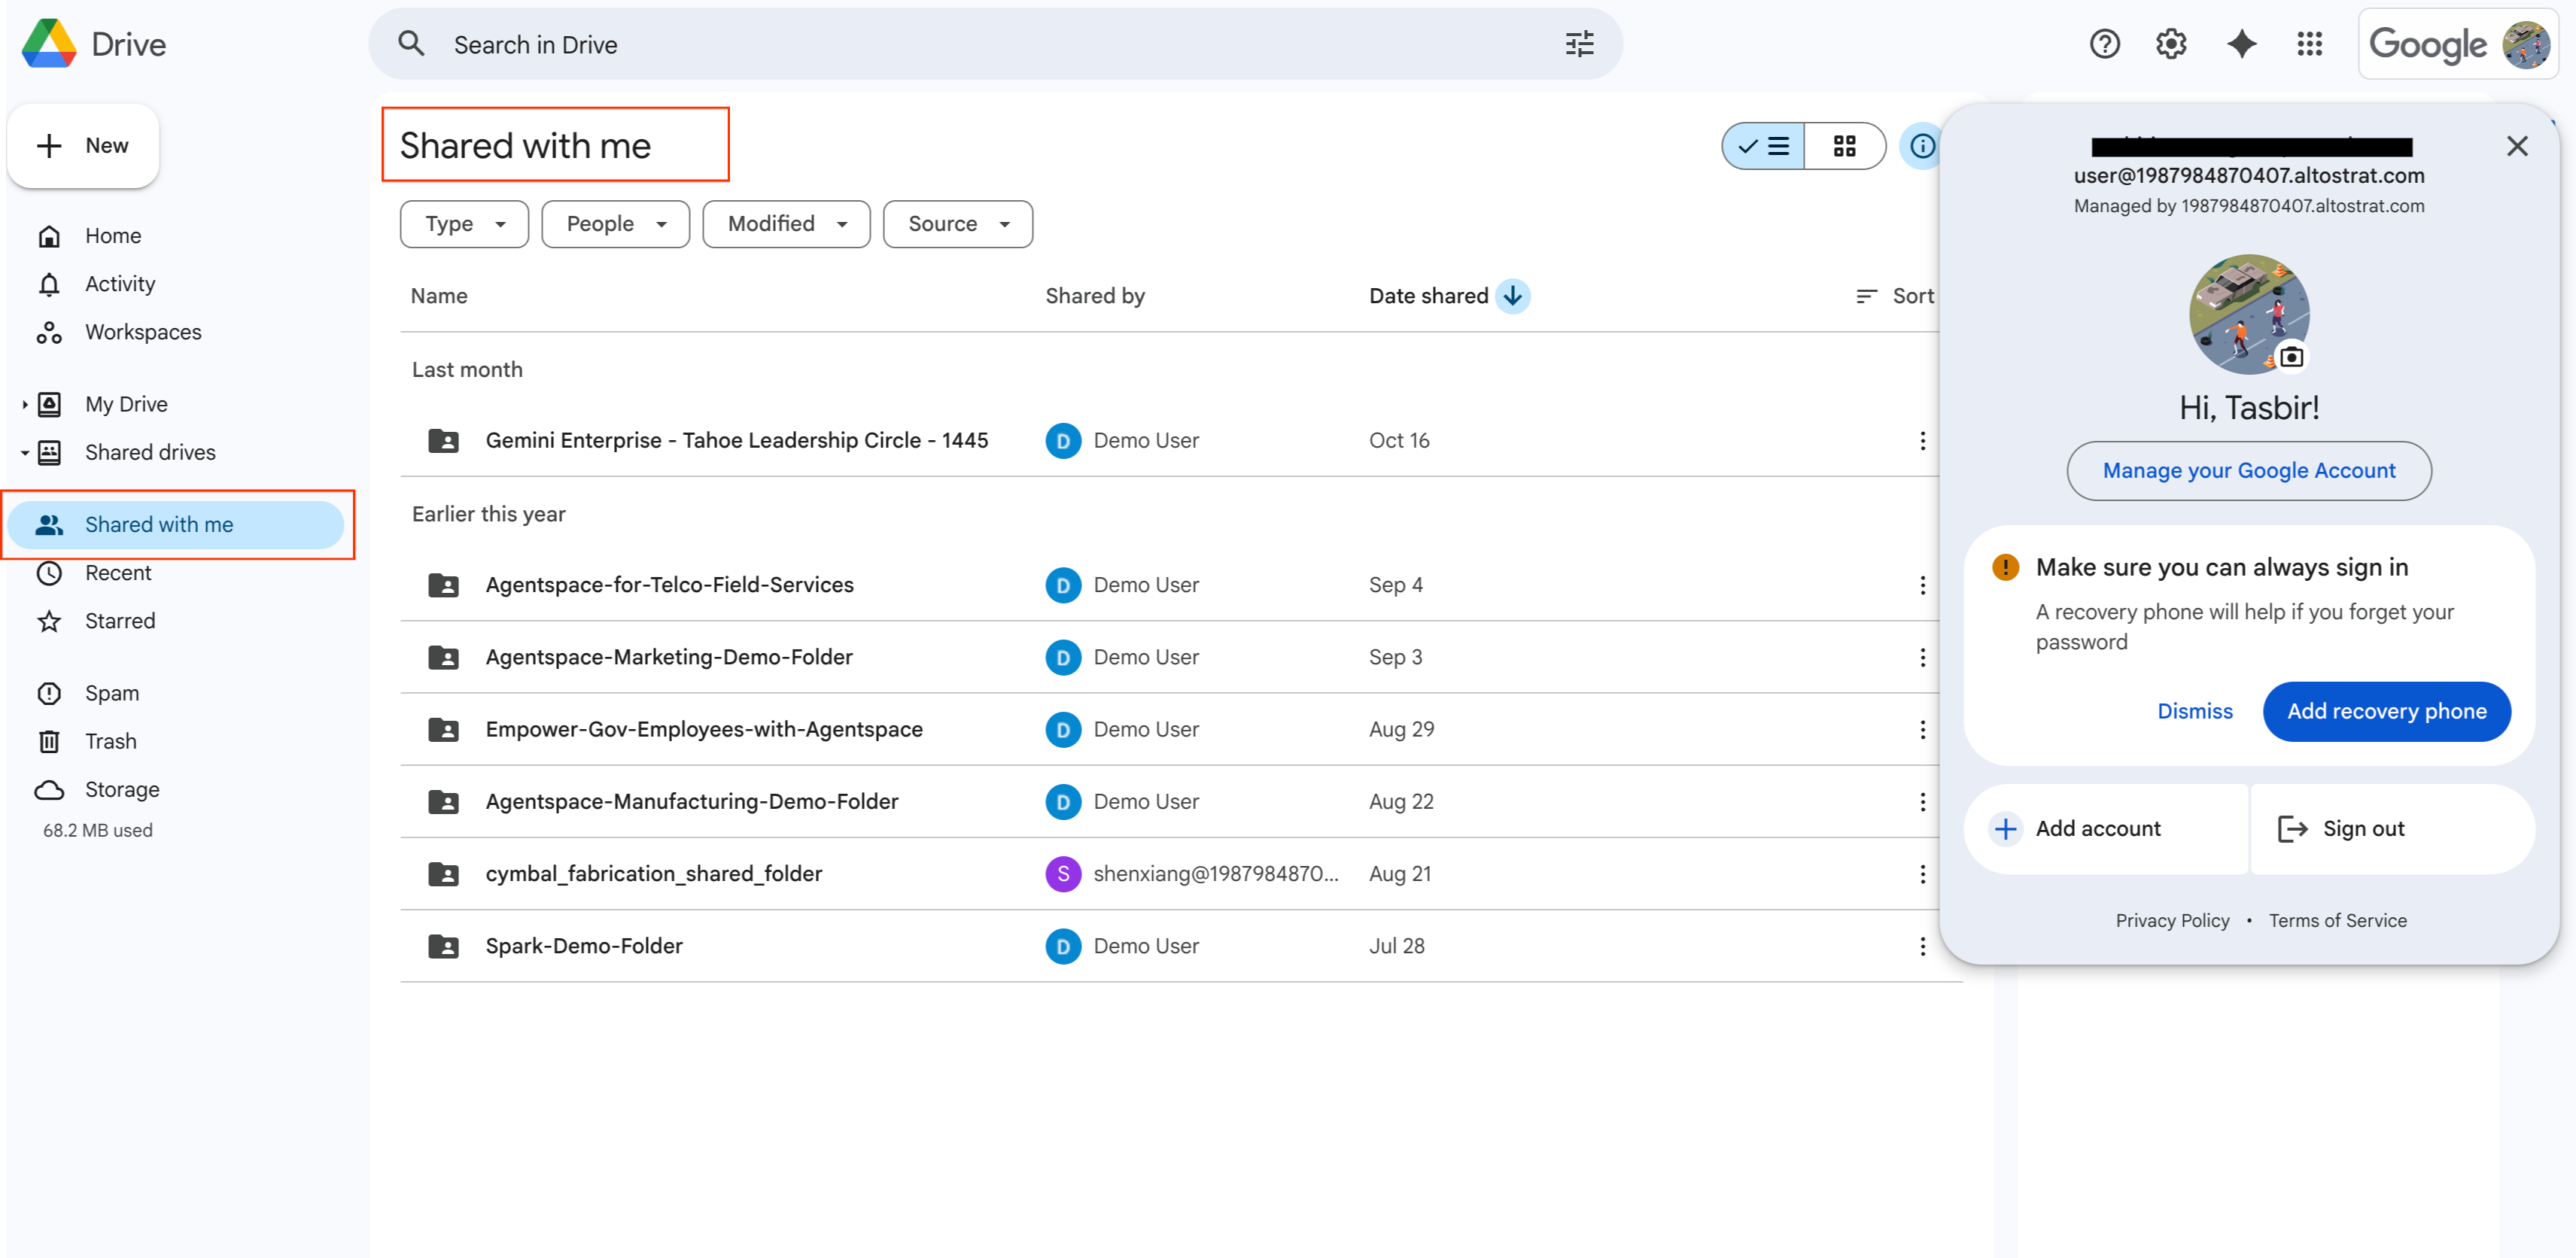 Drive
Search in Drive
Google
New
Home
Activity
Workspaces
My Drive
Shared drives
Shared with me
Recent
Starred
Spam
Trash
Storage
68.2 MB used
Shared with me
Type People Modified Source
Name Shared by Date shared Sort
Last month
Gemini Enterprise - Tahoe Leadership Circle - 1445 D Demo User Oct 16
Earlier this year
Agentspace-for-Telco-Field-Services D Demo User Sep 4
Agentspace-Marketing-Demo-Folder D Demo User Sep 3
Empower-Gov-Employees-with-Agentspace D Demo User Aug 29
Agentspace-Manufacturing-Demo-Folder D Demo User Aug 22
cymbal_fabrication_shared_folder S shenxiang@1987984870... Aug 21
Spark-Demo-Folder D Demo User Jul 28
user@1987984870407.altostrat.com
Managed by 1987984870407.altostrat.com
Hi, Tasbir!
Manage your Google Account
Make sure you can always sign in
A recovery phone will help if you forget your
password
Dismiss Add recovery phone
Add account Sign out
Privacy Policy • Terms of Service